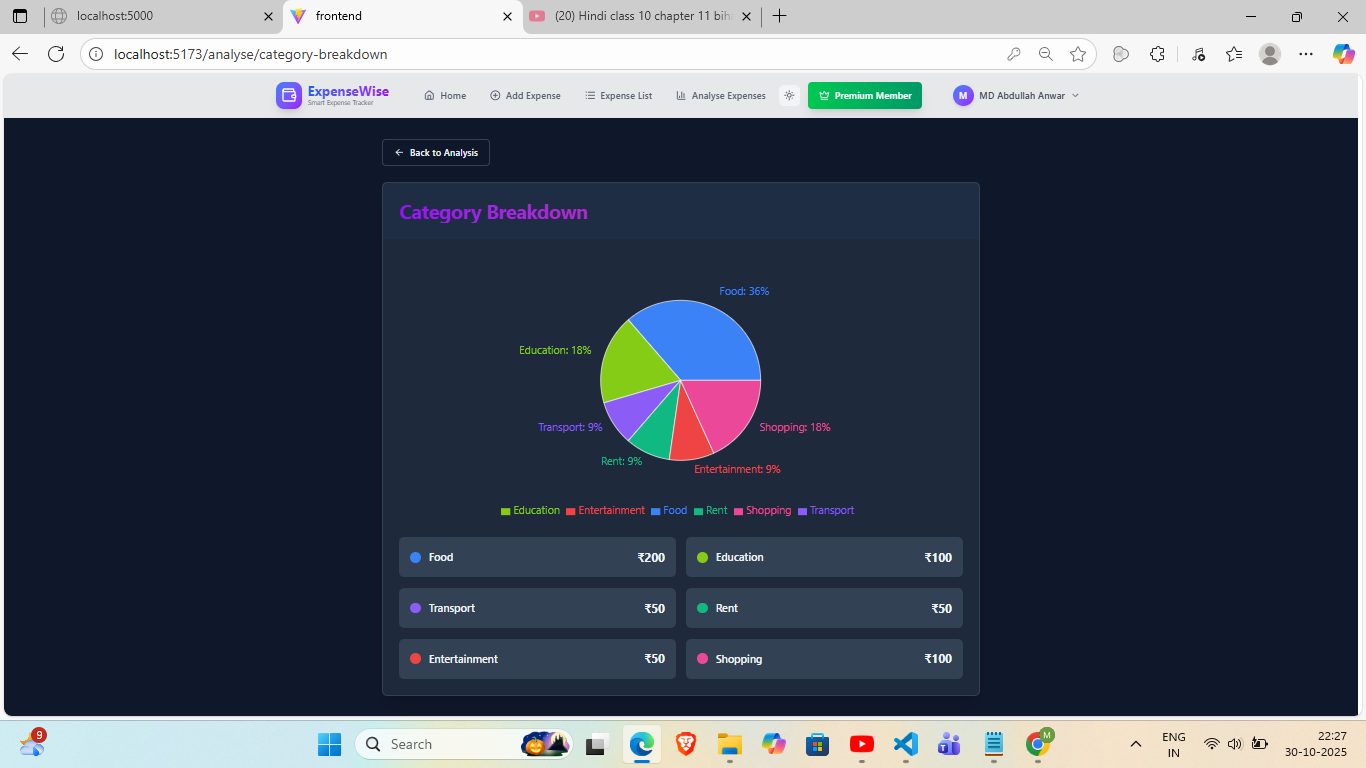 localhost:5000
frontend
(20) Hindi class 10 chapter 11 bih
localhost:5173/analyse/category-breakdown
ExpenseWise
Smart Expense Tracker
Home
Add Expense
Expense List
Analyse Expenses
Premium Member
M
MD Abdullah Anwar
Back to Analysis
Category Breakdown
Food: 36%
Education: 18%
Transport: 9%
Shopping: 18%
Rent: 9%
Entertainment: 9%
Education Entertainment Food Rent Shopping Transport
Food ₹200
Education ₹100
Transport ₹50
Rent ₹50
Entertainment ₹50
Shopping ₹100
9
Search
M
ENG
IN
22:27
30-10-2025